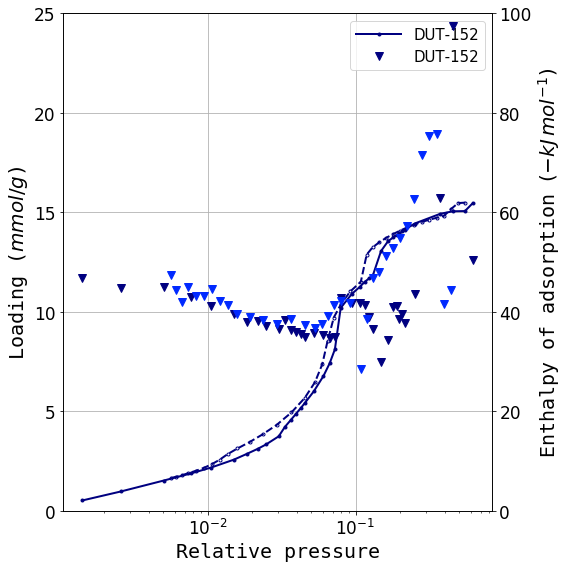 25
20
15
10
5
0
100
80
60
40
20
0
10⁻²
10⁻¹
DUT-152
DUT-152
Loading (mmol/g)
Enthalpy of adsorption (−kJ mol⁻¹)
Relative pressure